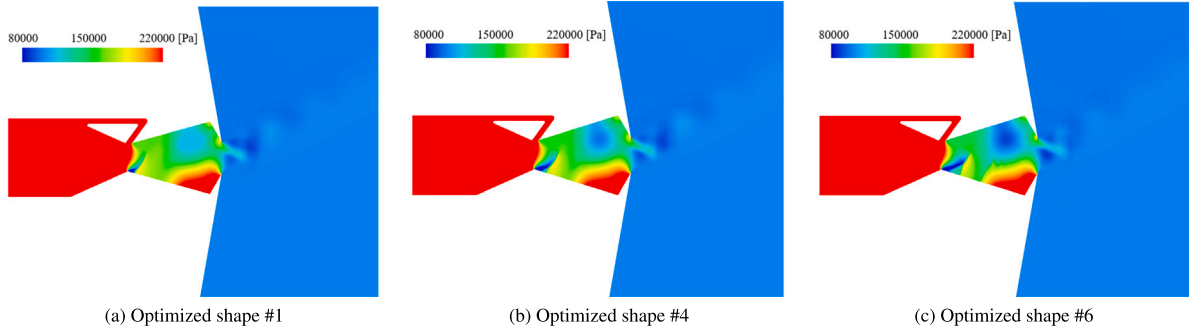 80000 150000 220000 [Pa]
80000 150000 220000 [Pa]
80000 150000 220000 [Pa]
(a) Optimized shape #1
(b) Optimized shape #4
(c) Optimized shape #6